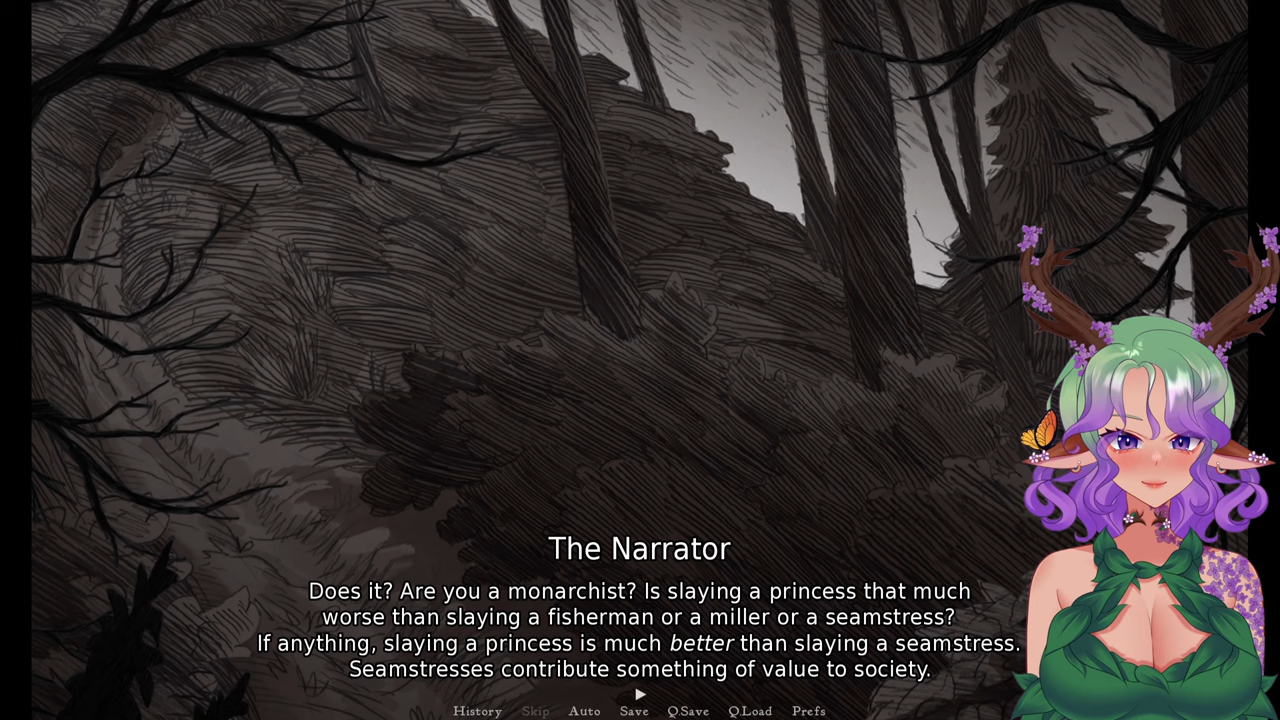 The Narrator
Does it? Are you a monarchist? Is slaying a princess that much
worse than slaying a fisherman or a miller or a seamstress?
If anything, slaying a princess is much better than slaying a seamstress.
Seamstresses contribute something of value to society.
History Skip Auto Save Q.Save Q.Load Prefs